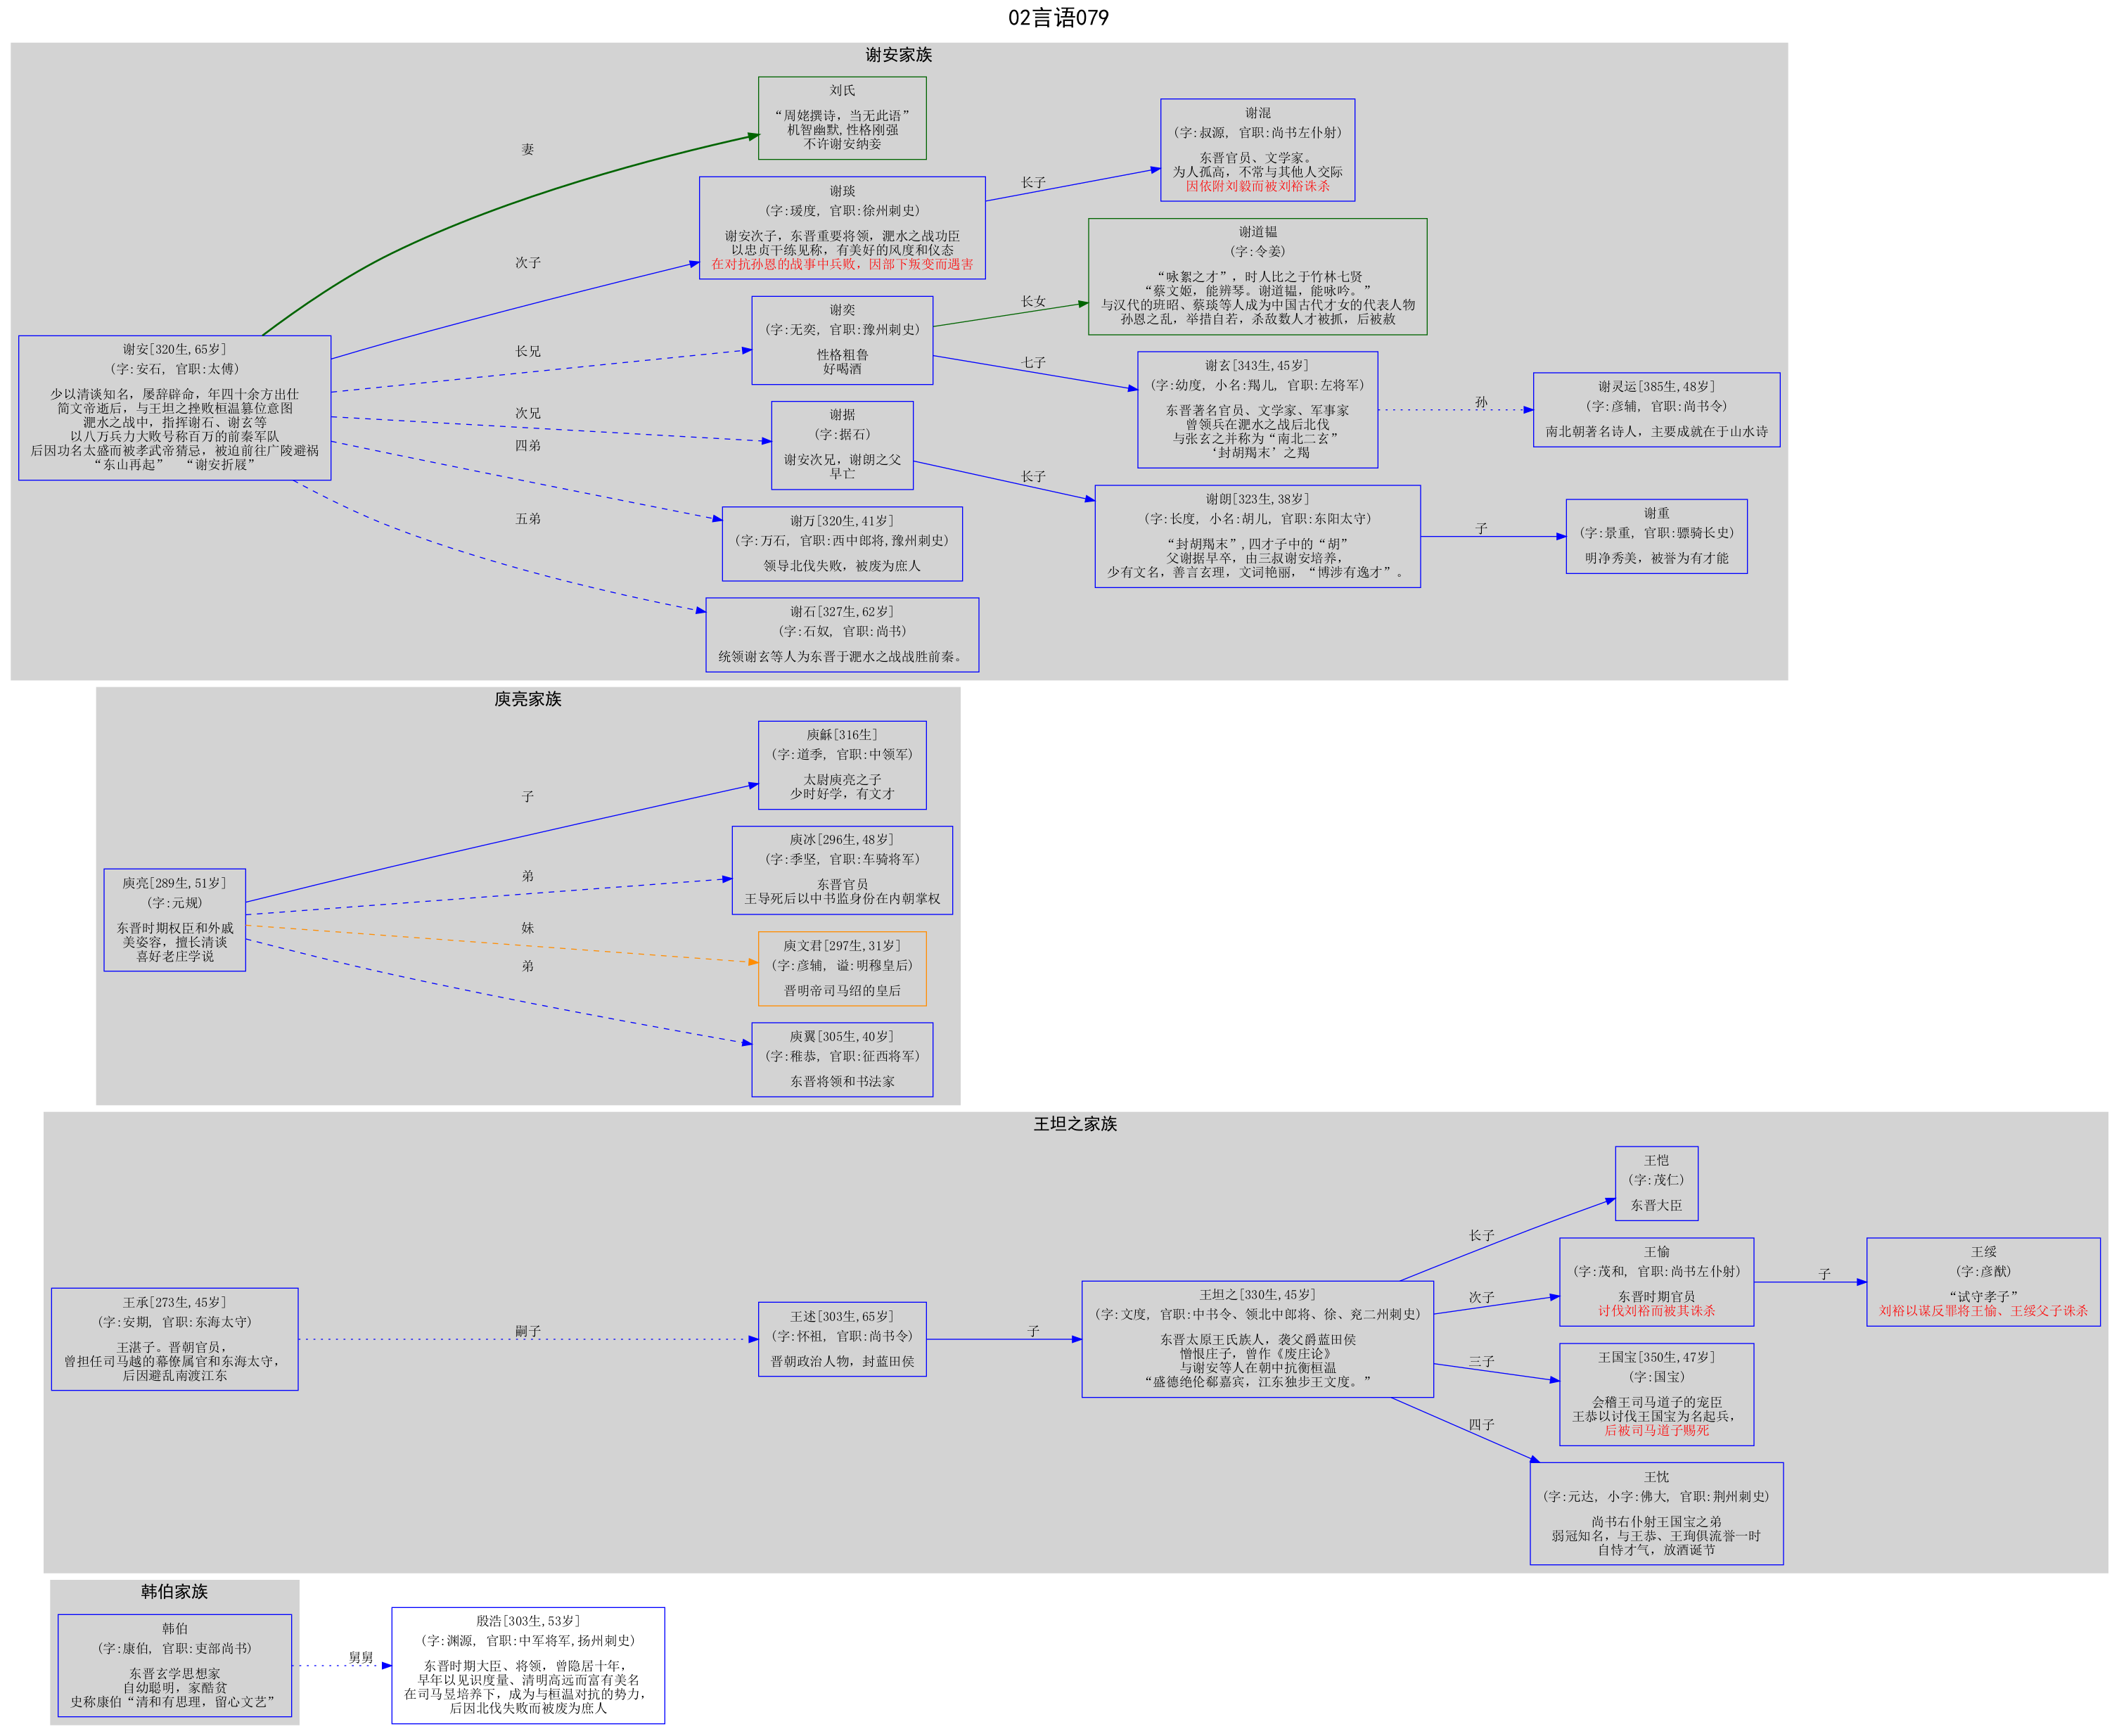 02言语079
谢安家族
刘氏
“周姥撰诗，当无此语”
机智幽默,性格刚强
不许谢安纳妾
妻
谢琰
(字:瑗度, 官职:徐州刺史)
谢安次子，东晋重要将领，淝水之战功臣
以忠贞干练见称，有美好的风度和仪态
在对抗孙恩的战事中兵败，因部下叛变而遇害
次子
长子
谢混
(字:叔源, 官职:尚书左仆射)
东晋官员、文学家。
为人孤高，不常与其他人交际
因依附刘毅而被刘裕诛杀
谢道韫
(字:令姜)
“咏絮之才”，时人比之于竹林七贤
“蔡文姬，能辨琴。谢道韫，能咏吟。”
与汉代的班昭、蔡琰等人成为中国古代才女的代表人物
孙恩之乱，举措自若，杀敌数人才被抓，后被赦
长女
谢奕
(字:无奕, 官职:豫州刺史)
性格粗鲁
好喝酒
长兄
七子
谢安[320生,65岁]
(字:安石, 官职:太傅)
少以清谈知名，屡辞辟命，年四十余方出仕
简文帝逝后，与王坦之挫败桓温篡位意图
淝水之战中，指挥谢石、谢玄等
以八万兵力大败号称百万的前秦军队
后因功名太盛而被孝武帝猜忌，被迫前往广陵避祸
“东山再起”  “谢安折屐”
谢玄[343生,45岁]
(字:幼度, 小名:羯儿, 官职:左将军)
东晋著名官员、文学家、军事家
曾领兵在淝水之战后北伐
与张玄之并称为“南北二玄”
‘封胡羯末’之羯
孙
谢灵运[385生,48岁]
(字:彦辅, 官职:尚书令)
南北朝著名诗人，主要成就在于山水诗
次兄
谢据
(字:据石)
谢安次兄，谢朗之父
早亡
长子
谢朗[323生,38岁]
(字:长度, 小名:胡儿, 官职:东阳太守)
“封胡羯末”,四才子中的“胡”
父谢据早卒，由三叔谢安培养，
少有文名，善言玄理，文词艳丽，“博涉有逸才”。
子
谢重
(字:景重, 官职:骠骑长史)
明净秀美，被誉为有才能
四弟
谢万[320生,41岁]
(字:万石, 官职:西中郎将,豫州刺史)
领导北伐失败，被废为庶人
五弟
谢石[327生,62岁]
(字:石奴, 官职:尚书)
统领谢玄等人为东晋于淝水之战战胜前秦。
庾亮家族
庾龢[316生]
(字:道季, 官职:中领军)
太尉庾亮之子
少时好学，有文才
子
庾冰[296生,48岁]
(字:季坚, 官职:车骑将军)
东晋官员
王导死后以中书监身份在内朝掌权
弟
庾亮[289生,51岁]
(字:元规)
东晋时期权臣和外戚
美姿容，擅长清谈
喜好老庄学说
妹
庾文君[297生,31岁]
(字:彦辅, 谥:明穆皇后)
晋明帝司马绍的皇后
弟
庾翼[305生,40岁]
(字:稚恭, 官职:征西将军)
东晋将领和书法家
王坦之家族
王恺
(字:茂仁)
东晋大臣
长子
王愉
(字:茂和, 官职:尚书左仆射)
东晋时期官员
讨伐刘裕而被其诛杀
次子
子
王绥
(字:彦猷)
“试守孝子”
刘裕以谋反罪将王愉、王绥父子诛杀
王承[273生,45岁]
(字:安期, 官职:东海太守)
王湛子。晋朝官员，
曾担任司马越的幕僚属官和东海太守，
后因避乱南渡江东
嗣子
王述[303生,65岁]
(字:怀祖, 官职:尚书令)
晋朝政治人物，封蓝田侯
子
王坦之[330生,45岁]
(字:文度, 官职:中书令、领北中郎将、徐、兖二州刺史)
东晋太原王氏族人，袭父爵蓝田侯
憎恨庄子，曾作《废庄论》
与谢安等人在朝中抗衡桓温
“盛德绝伦郗嘉宾，江东独步王文度。”
三子
王国宝[350生,47岁]
(字:国宝)
会稽王司马道子的宠臣
王恭以讨伐王国宝为名起兵，
后被司马道子赐死
四子
王忱
(字:元达, 小字:佛大, 官职:荆州刺史)
尚书右仆射王国宝之弟
弱冠知名，与王恭、王珣俱流誉一时
自恃才气，放酒诞节
韩伯家族
韩伯
(字:康伯, 官职:吏部尚书)
东晋玄学思想家
自幼聪明，家酷贫
史称康伯“清和有思理，留心文艺”
舅舅
殷浩[303生,53岁]
(字:渊源, 官职:中军将军,扬州刺史)
东晋时期大臣、将领，曾隐居十年，
早年以见识度量、清明高远而富有美名
在司马昱培养下，成为与桓温对抗的势力，
后因北伐失败而被废为庶人